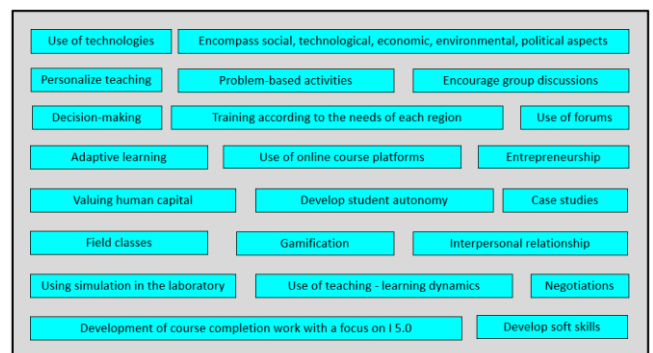 Use of technologies
Encompass social, technological, economic, environmental, political aspects
Personalize teaching
Problem-based activities
Encourage group discussions
Decision-making
Training according to the needs of each region
Use of forums
Adaptive learning
Use of online course platforms
Entrepreneurship
Valuing human capital
Develop student autonomy
Case studies
Field classes
Gamification
Interpersonal relationship
Using simulation in the laboratory
Use of teaching - learning dynamics
Negotiations
Development of course completion work with a focus on I 5.0
Develop soft skills